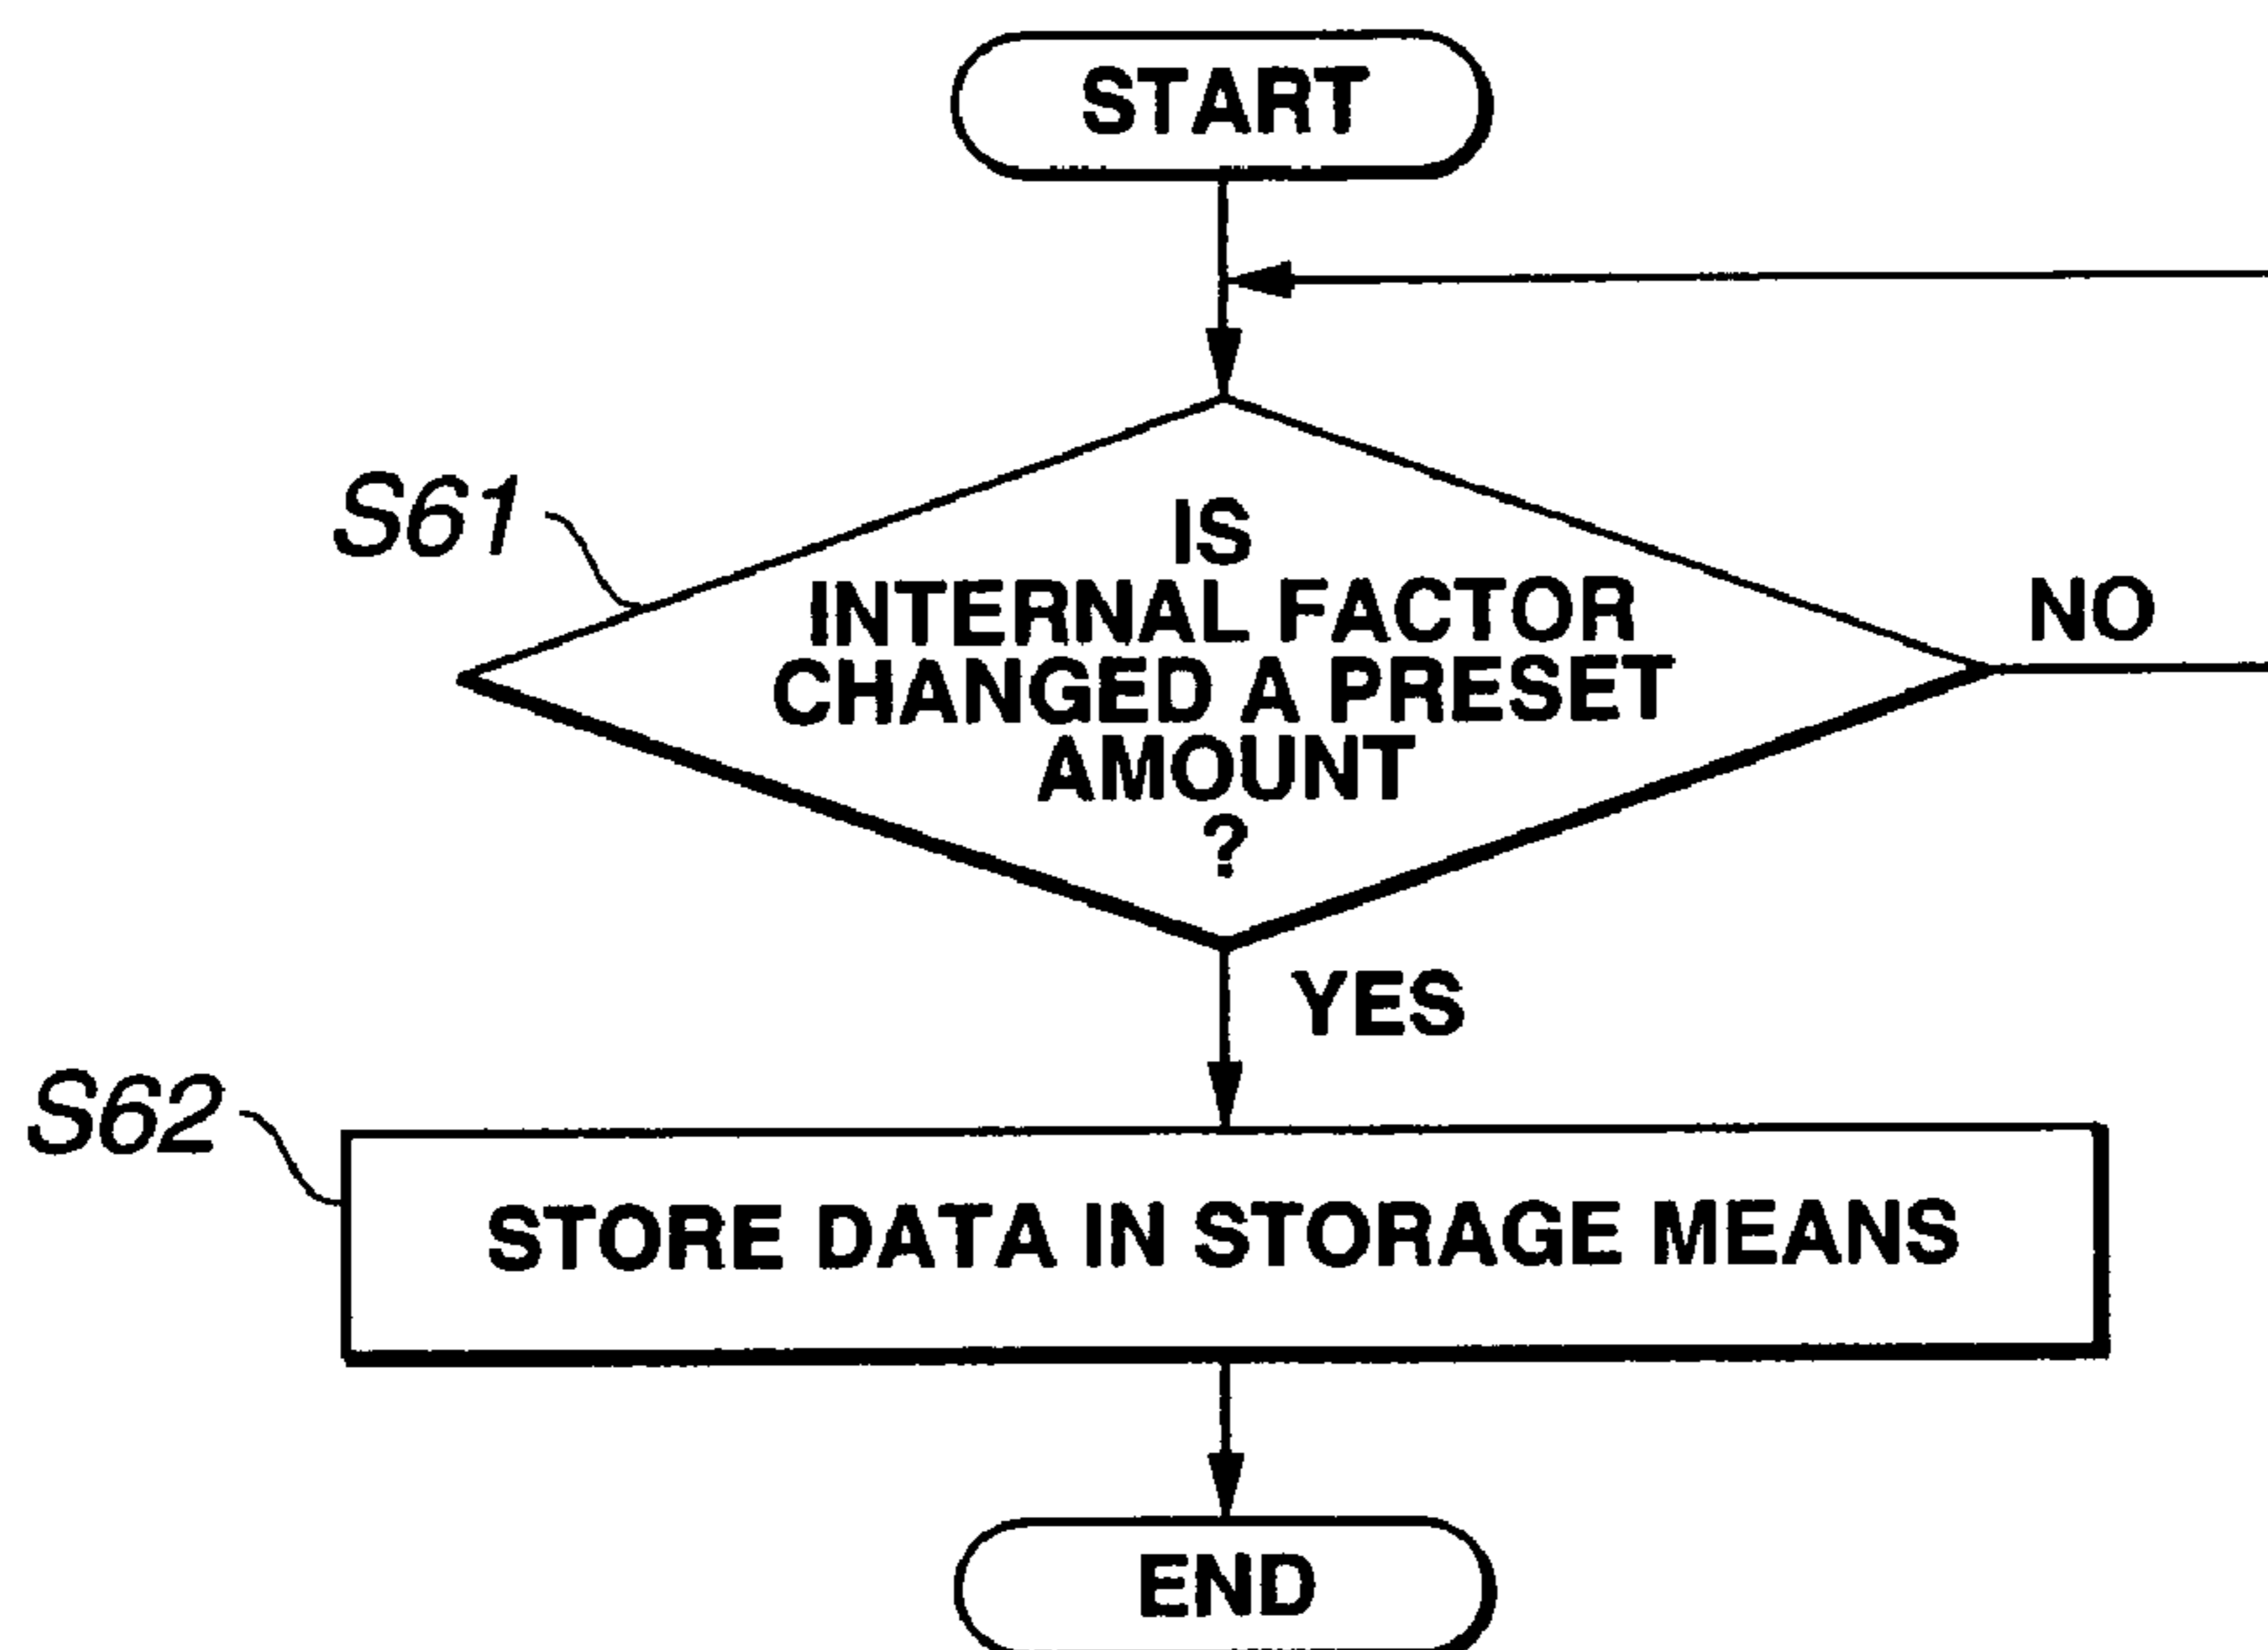 START
S61
IS
INTERNAL FACTOR
CHANGED A PRESET
AMOUNT
?
NO
YES
S62
STORE DATA IN STORAGE MEANS
END